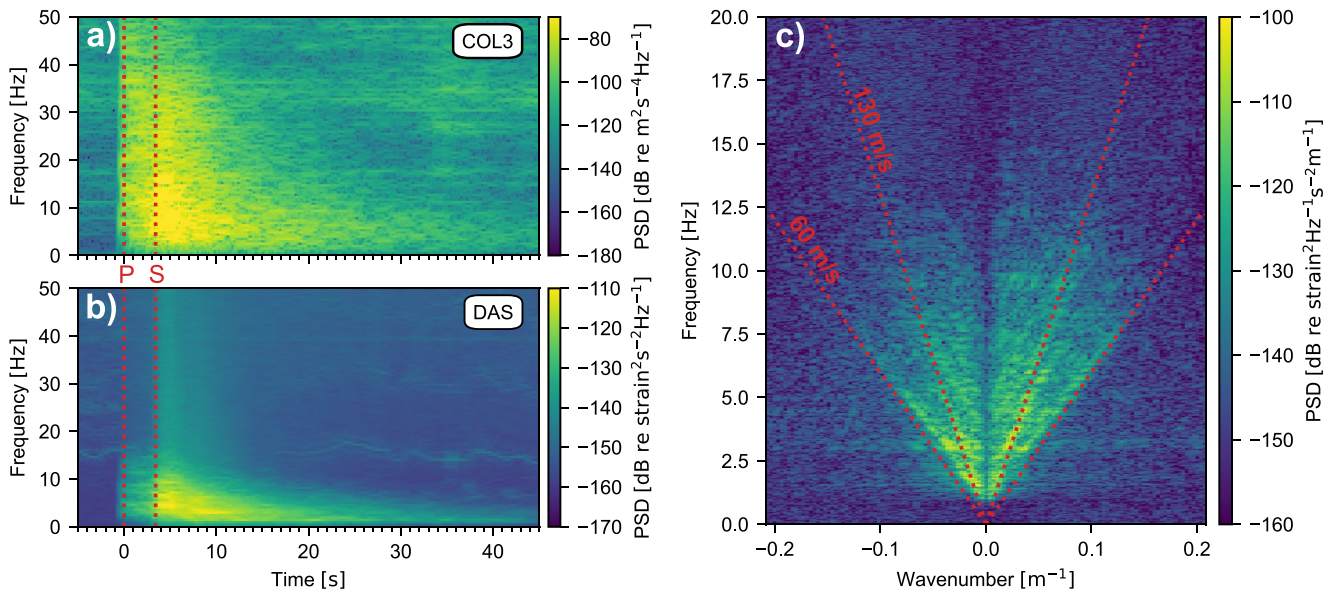 a)
COL3
50
40
30
20
10
0
Frequency [Hz]
−80
−100
−120
−140
−160
−180
PSD [dB re m²s⁻⁴Hz⁻¹]
P S
b)
DAS
50
40
30
20
10
0
Frequency [Hz]
0 10 20 30 40
Time [s]
−110
−120
−130
−140
−150
−160
−170
PSD [dB re strain²s⁻²Hz⁻¹]
c)
130 m/s
60 m/s
20.0
17.5
15.0
12.5
10.0
7.5
5.0
2.5
0.0
Frequency [Hz]
−0.2 −0.1 0.0 0.1 0.2
Wavenumber [m⁻¹]
−100
−110
−120
−130
−140
−150
−160
PSD [dB re strain²Hz⁻¹s⁻²m⁻¹]